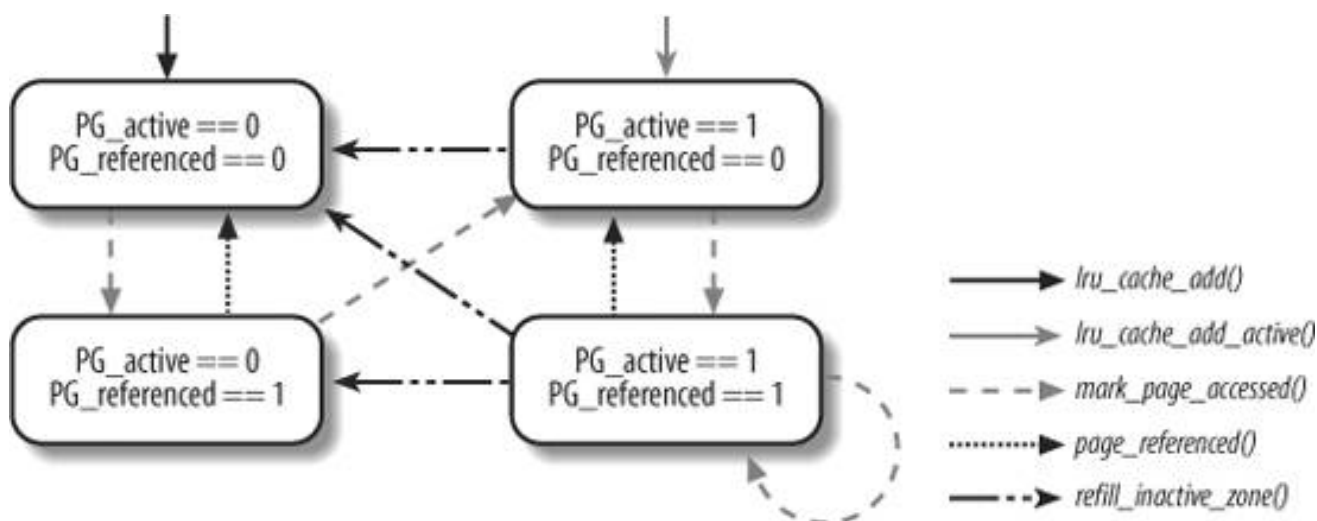 PG_active == 0
PG_referenced == 0
PG_active == 1
PG_referenced == 0
PG_active == 0
PG_referenced == 1
PG_active == 1
PG_referenced == 1
lru_cache_add()
lru_cache_add_active()
mark_page_accessed()
page_referenced()
refill_inactive_zone()